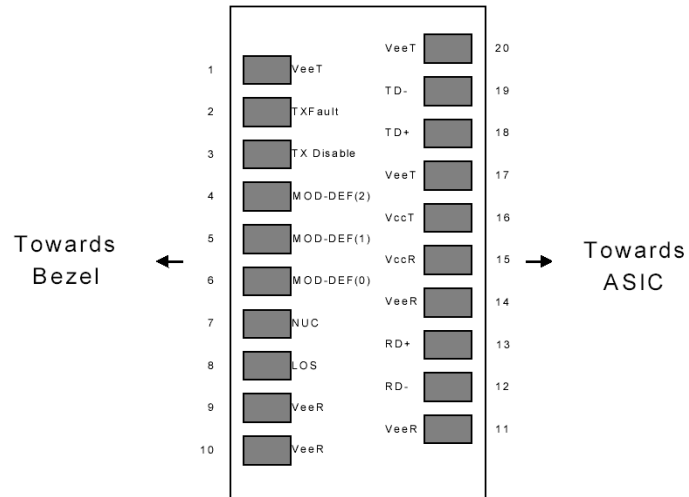 VeeT 20
1 VeeT
TD- 19
2 TXFault
TD+ 18
3 TX Disable
VeeT 17
4 MOD-DEF(2)
VccT 16
5 MOD-DEF(1)
Towards
Bezel
VccR 15
Towards
ASIC
6 MOD-DEF(0)
VeeR 14
7 NUC
RD+ 13
8 LOS
RD- 12
9 VeeR
VeeR 11
10 VeeR